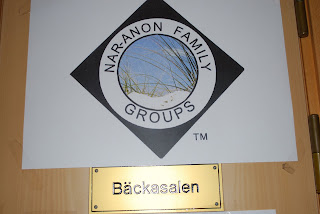 NAR-ANON FAMILY
GROUPS
TM
Bäckasalen